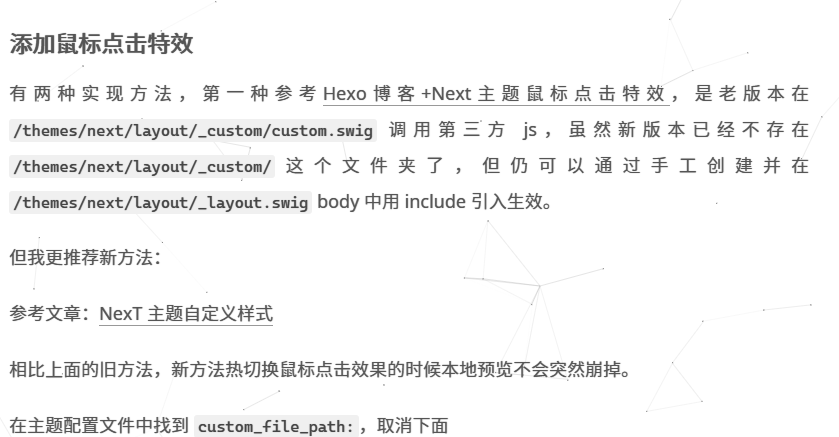 添加鼠标点击特效
有两种实现方法，第一种参考 Hexo 博客 +Next 主题鼠标点击特效，是老版本在
/themes/next/layout/_custom/custom.swig 调用第三方 js，虽然新版本已经不存在
/themes/next/layout/_custom/ 这个文件夹了，但仍可以通过手工创建并在
/themes/next/layout/_layout.swig body 中用 include 引入生效。
但我更推荐新方法：
参考文章：NexT 主题自定义样式
相比上面的旧方法，新方法热切换鼠标点击效果的时候本地预览不会突然崩掉。
在主题配置文件中找到 custom_file_path:，取消下面